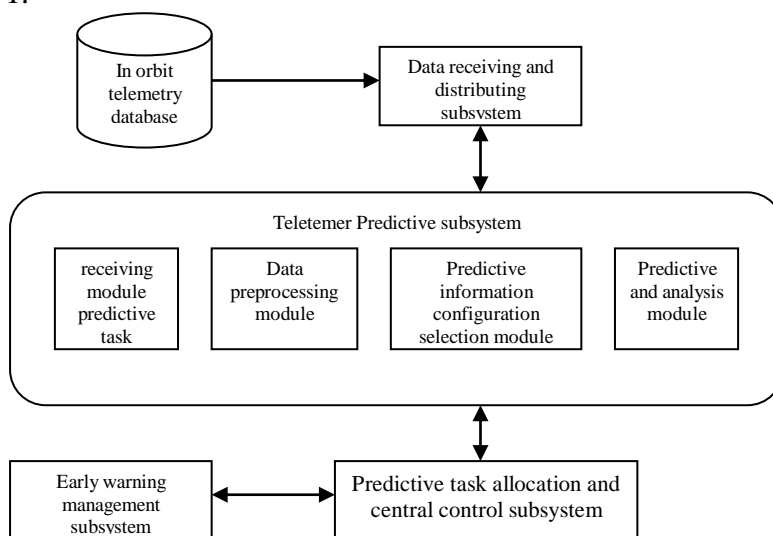 1.
In orbit
telemetry
database
Data receiving and
distributing
subsystem
Teletemer Predictive subsystem
receiving
module
predictive
task
Data
preprocessing
module
Predictive
information
configuration
selection module
Predictive
and analysis
module
Early warning
management
subsystem
Predictive task allocation and
central control subsystem